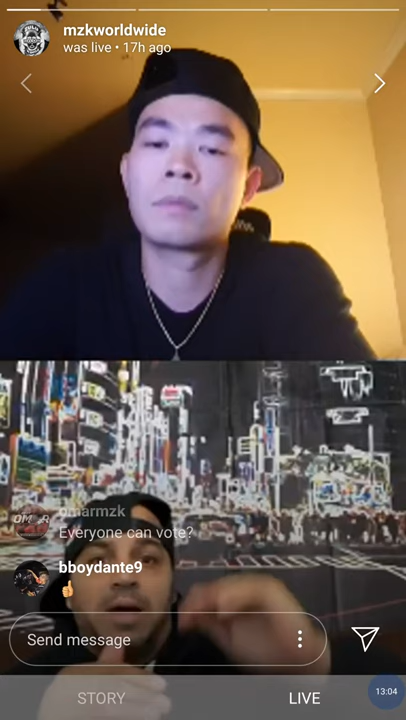 mzkworldwide
was live • 17h ago
omarmzk
Everyone can vote?
bboydante9
👍
Send message
STORY
LIVE
13:04